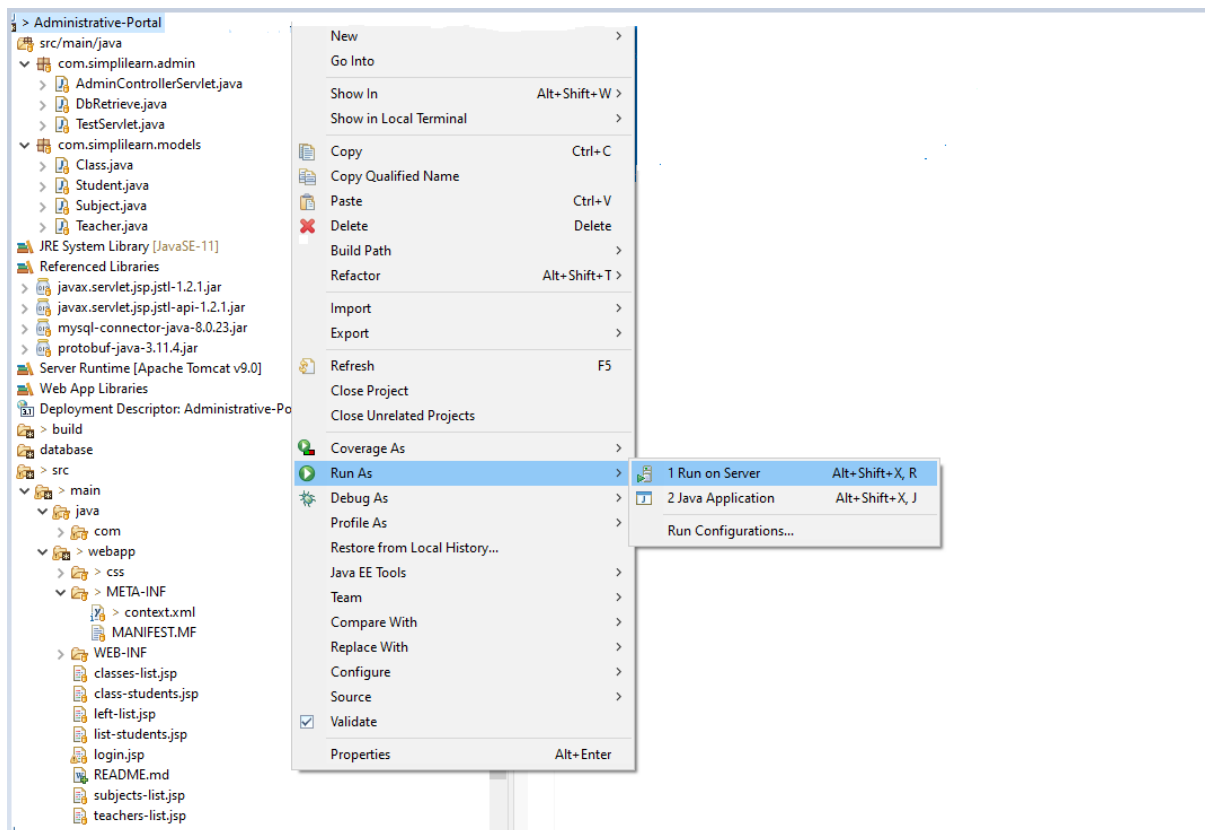 > Administrative-Portal
src/main/java
com.simplilearn.admin
AdminControllerServlet.java
DbRetrieve.java
TestServlet.java
com.simplilearn.models
Class.java
Student.java
Subject.java
Teacher.java
JRE System Library [JavaSE-11]
Referenced Libraries
javax.servlet.jsp.jstl-1.2.1.jar
javax.servlet.jsp.jstl-api-1.2.1.jar
mysql-connector-java-8.0.23.jar
protobuf-java-3.11.4.jar
Server Runtime [Apache Tomcat v9.0]
Web App Libraries
Deployment Descriptor: Administrative-Po
> build
database
> src
> main
java
com
> webapp
> css
> META-INF
> context.xml
MANIFEST.MF
WEB-INF
classes-list.jsp
class-students.jsp
left-list.jsp
list-students.jsp
login.jsp
README.md
subjects-list.jsp
teachers-list.jsp
New
Go Into
Show In Alt+Shift+W >
Show in Local Terminal
Copy Ctrl+C
Copy Qualified Name
Paste Ctrl+V
Delete Delete
Build Path
Refactor Alt+Shift+T >
Import
Export
Refresh F5
Close Project
Close Unrelated Projects
Coverage As
Run As
Debug As
Profile As
Restore from Local History...
Java EE Tools
Team
Compare With
Replace With
Configure
Source
Validate
Properties Alt+Enter
1 Run on Server Alt+Shift+X, R
2 Java Application Alt+Shift+X, J
Run Configurations...